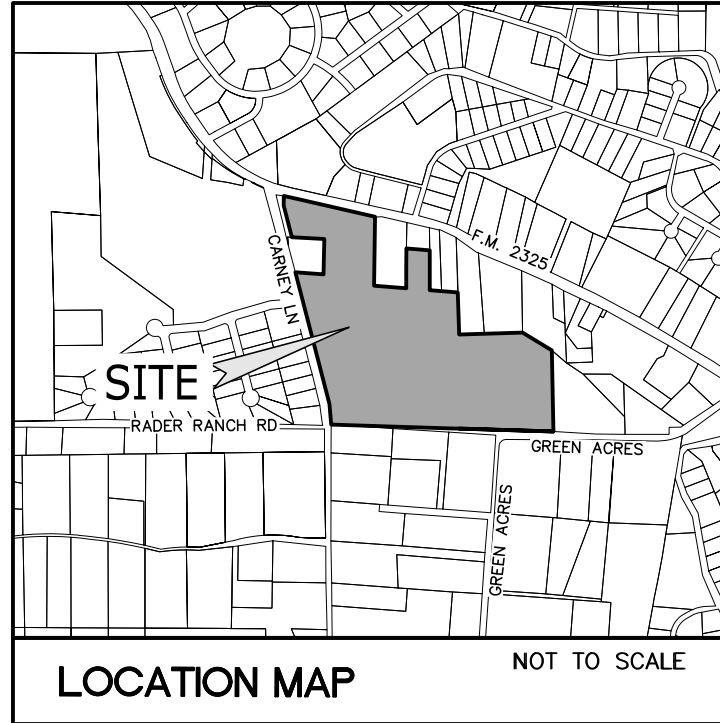 F.M. 2325
CARNEY LN
SITE
RADER RANCH RD
GREEN ACRES
GREEN ACRES
LOCATION MAP
NOT TO SCALE